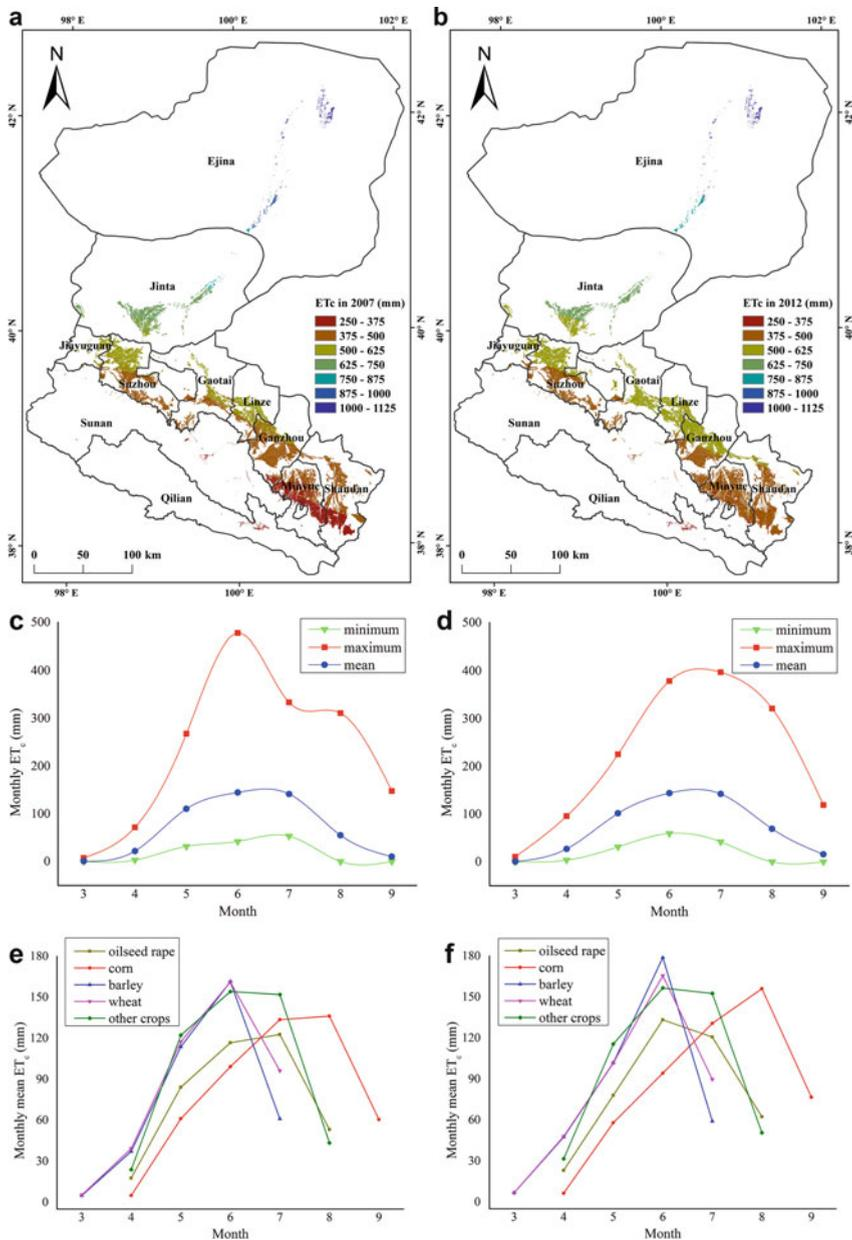 a
98° E 100° E 102° E
N
42° N
Ejina
Jinta
ETc in 2007 (mm)
250 - 375
375 - 500
500 - 625
625 - 750
750 - 875
875 - 1000
1000 - 1125
40° N
40° N
Jiayuguan
Suzhou
Gaotai
Linze
Sunan
Ganzhou
Minyue
Shandan
Qilian
38° N
38° N
0 50 100 km
98° E 100° E
b
98° E 100° E 102° E
N
42° N
42° N
Ejina
Jinta
ETc in 2012 (mm)
250 - 375
375 - 500
500 - 625
625 - 750
750 - 875
875 - 1000
1000 - 1125
40° N
Jiayuguan
Suzhou
Gaotai
Linze
Sunan
Ganzhou
Minyue
Shandan
Qilian
38° N
0 50 100 km
98° E 100° E
c
minimum
maximum
mean
Monthly ETc (mm)
500
400
300
200
100
0
3 4 5 6 7 8 9
Month
d
minimum
maximum
mean
Monthly ETc (mm)
500
400
300
200
100
0
3 4 5 6 7 8 9
Month
e
oilseed rape
corn
barley
wheat
other crops
Monthly mean ETc (mm)
180
150
120
90
60
30
0
3 4 5 6 7 8 9
Month
f
oilseed rape
corn
barley
wheat
other crops
Monthly mean ETc (mm)
180
150
120
90
60
30
0
3 4 5 6 7 8 9
Month